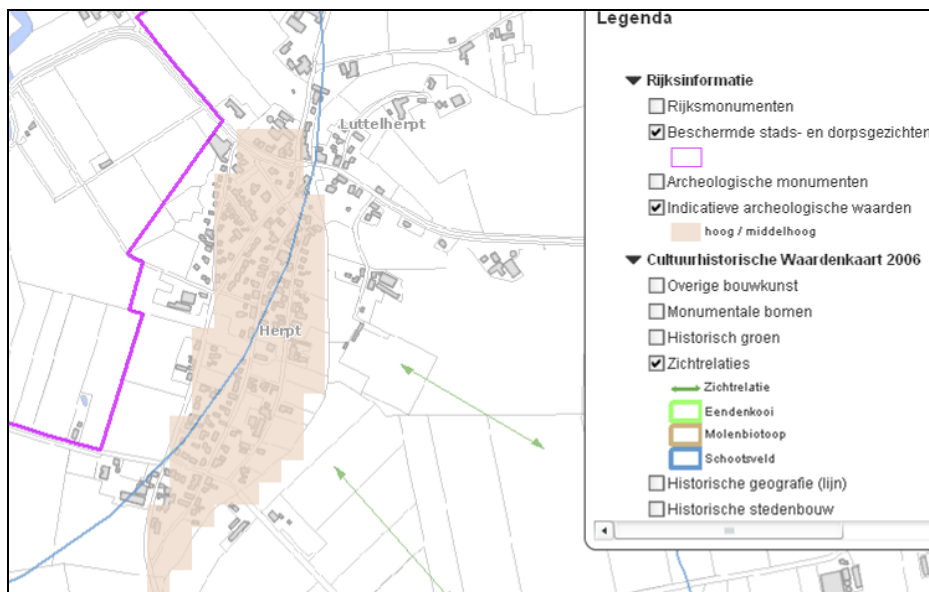 Luttelherpt
Herpt
Legenda
Rijksinformatie
Rijksmonumenten
Beschermde stads- en dorpsgezichten
Archeologische monumenten
Indicatieve archeologische waarden
hoog / middelhoog
Cultuurhistorische Waardenkaart 2006
Overige bouwkunst
Monumentale bomen
Historisch groen
Zichtrelaties
Zichtrelatie
Eendenkooi
Molenbiotoop
Schootsveld
Historische geografie (lijn)
Historische stedenbouw